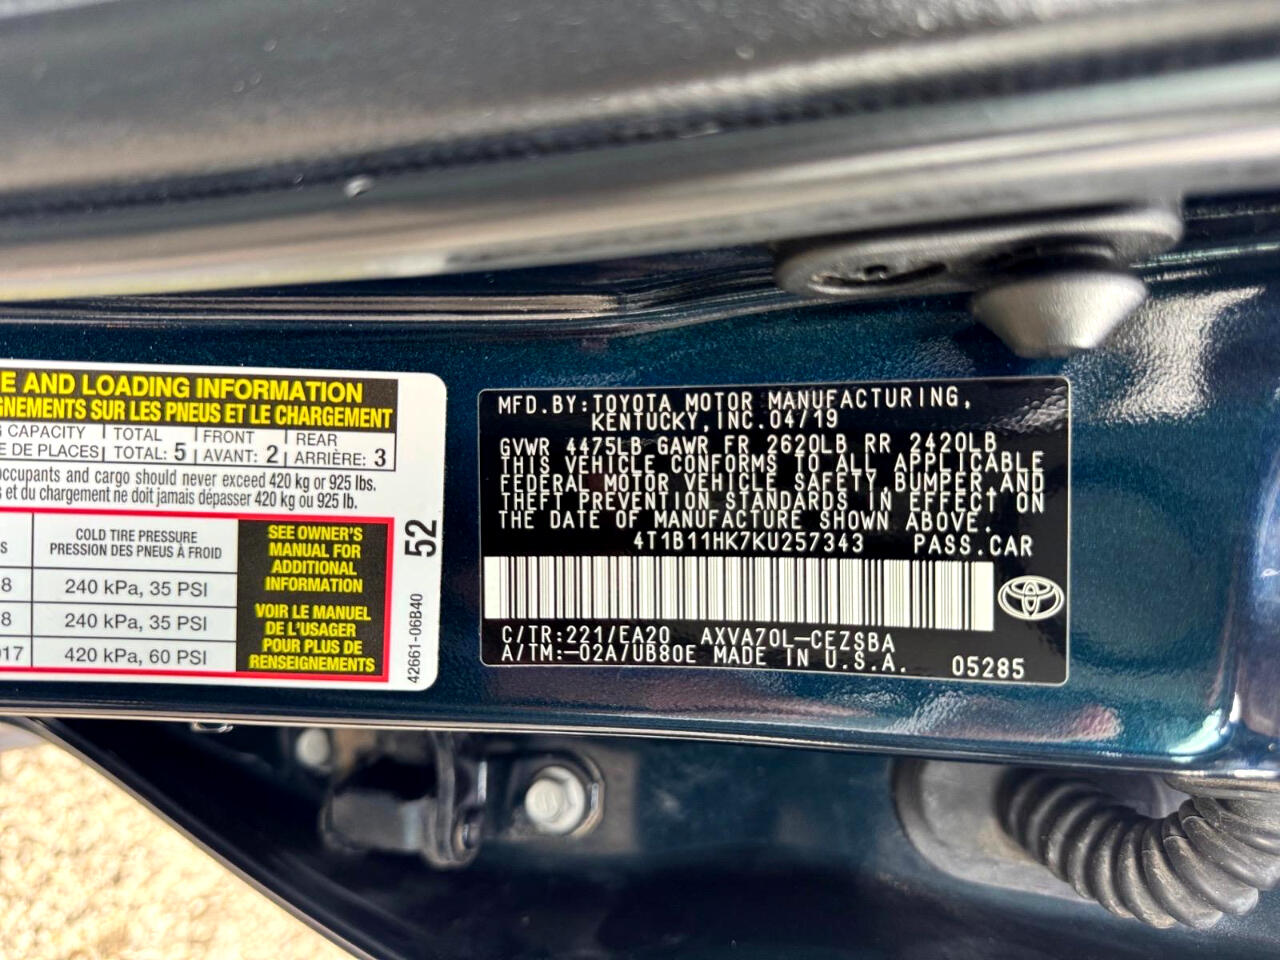 E AND LOADING INFORMATION
GNEMENTS SUR LES PNEUS ET LE CHARGEMENT
CAPACITY TOTAL FRONT REAR
E DE PLACES TOTAL: 5 AVANT: 2 ARRIÈRE: 3
ccupants and cargo should never exceed 420 kg or 925 lbs.
s et du chargement ne doit jamais dépasser 420 kg ou 925 lb.
S COLD TIRE PRESSURE
PRESSION DES PNEUS À FROID
8 240 kPa, 35 PSI
8 240 kPa, 35 PSI
17 420 kPa, 60 PSI
SEE OWNER'S
MANUAL FOR
ADDITIONAL
INFORMATION
VOIR LE MANUEL
DE L'USAGER
POUR PLUS DE
RENSEIGNEMENTS
52
42661-06B40
MFD.BY:TOYOTA MOTOR MANUFACTURING,
KENTUCKY,INC.04/19
GVWR 4475LB GAWR FR 2620LB RR 2420LB
THIS VEHICLE CONFORMS TO ALL APPLICABLE
FEDERAL MOTOR VEHICLE SAFETY,BUMPER,AND
THEFT PREVENTION STANDARDS IN EFFECT ON
THE DATE OF MANUFACTURE SHOWN ABOVE.
4T1B11HK7KU257343 PASS.CAR
C/TR:221/EA20 AXVA70L-CEZSBA
A/TM:-02A/UB80E MADE IN U.S.A. 05285